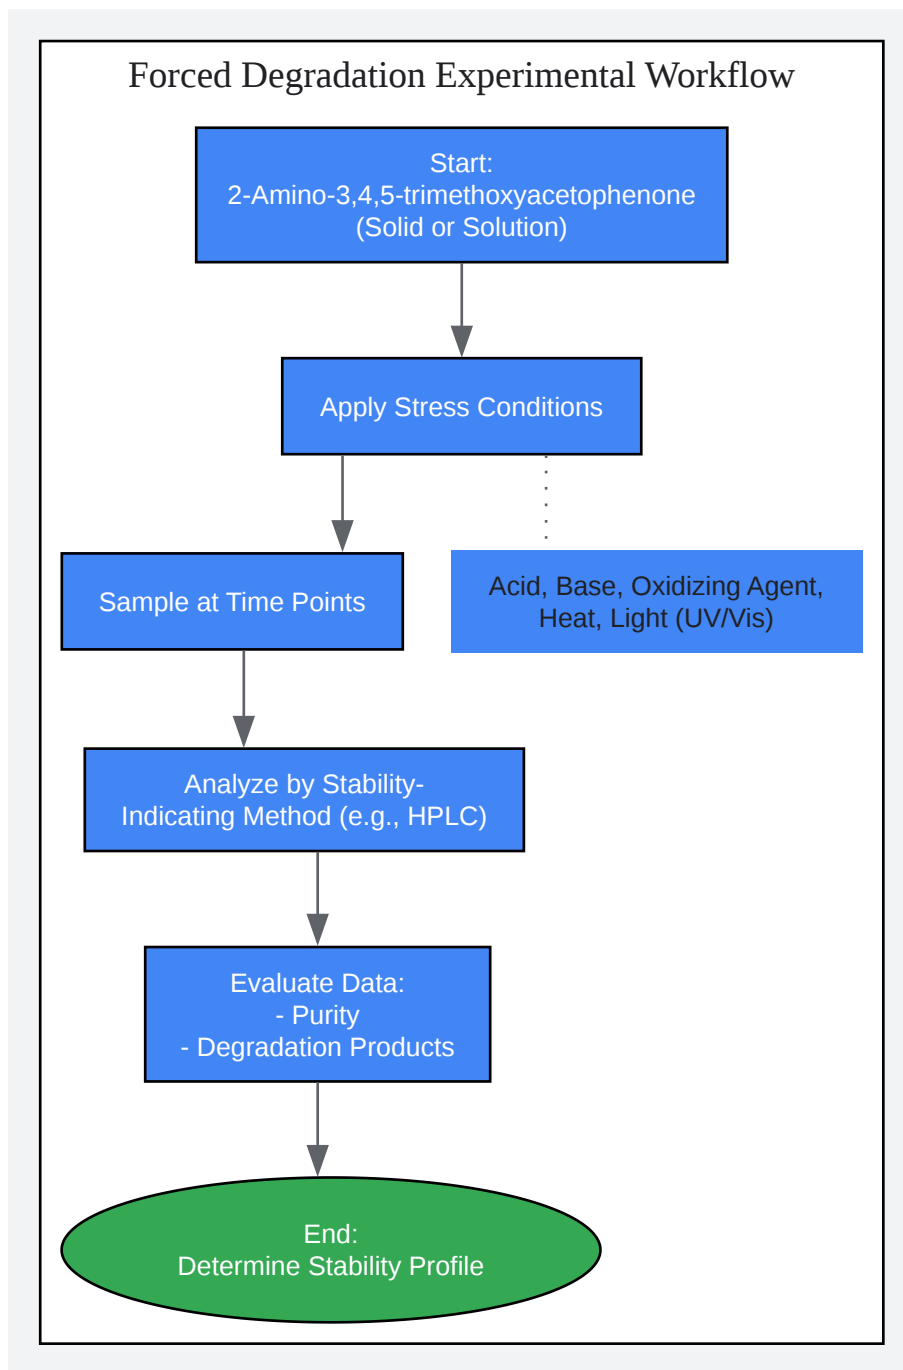 Forced Degradation Experimental Workflow
Start:
2-Amino-3,4,5-trimethoxyacetophenone
(Solid or Solution)
Apply Stress Conditions
Sample at Time Points
Acid, Base, Oxidizing Agent,
Heat, Light (UV/Vis)
Analyze by Stability-
Indicating Method (e.g., HPLC)
Evaluate Data:
- Purity
- Degradation Products
End:
Determine Stability Profile